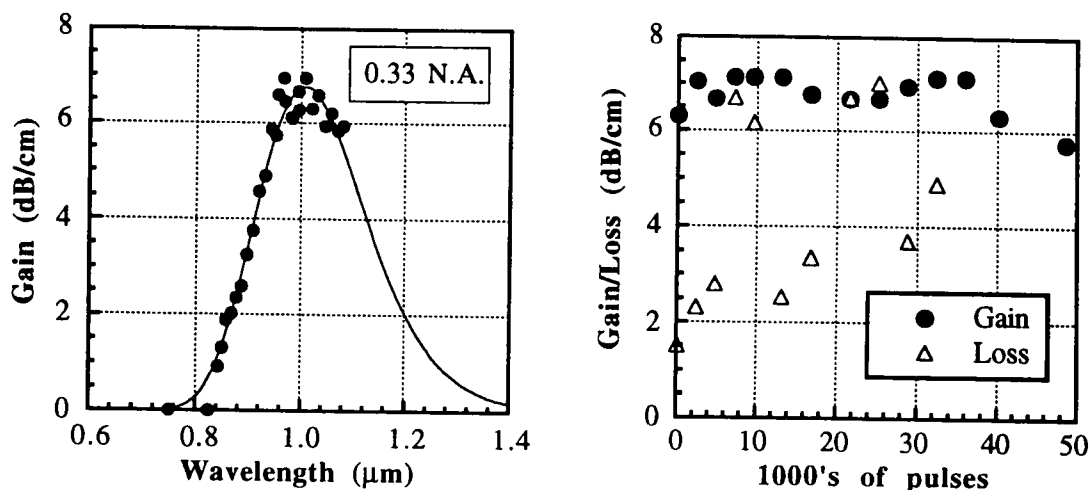 8
6
4
2
0
Gain (dB/cm)
0.33 N.A.
0.6 0.8 1.0 1.2 1.4
Wavelength (μm)
8
6
4
2
0
Gain/Loss (dB/cm)
Gain
Loss
0 10 20 30 40 50
1000's of pulses